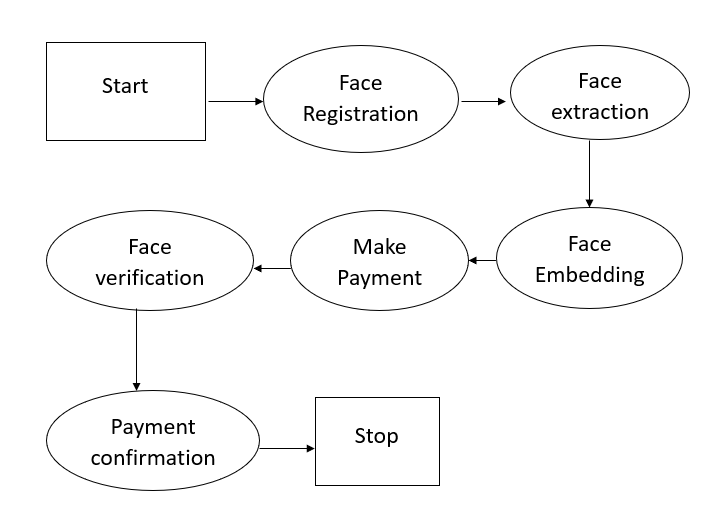 Start
Face
Registration
Face
extraction
Face
Embedding
Make
Payment
Face
verification
Payment
confirmation
Stop